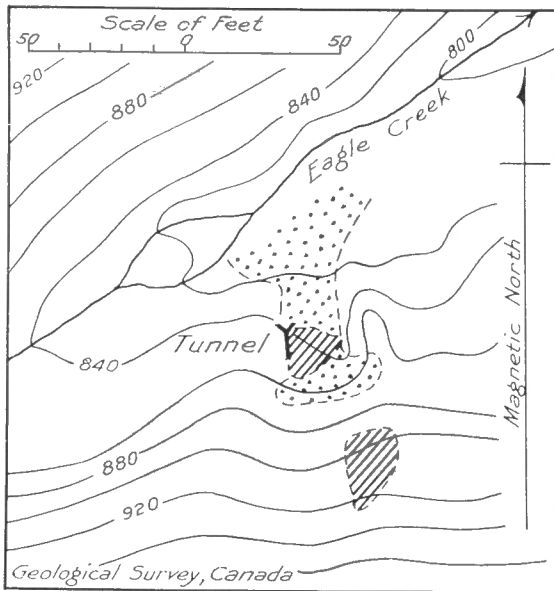 Scale of Feet
50 0 50
800
920
880
840
Eagle Creek
Tunnel
840
Magnetic North
880
920
Geological Survey, Canada